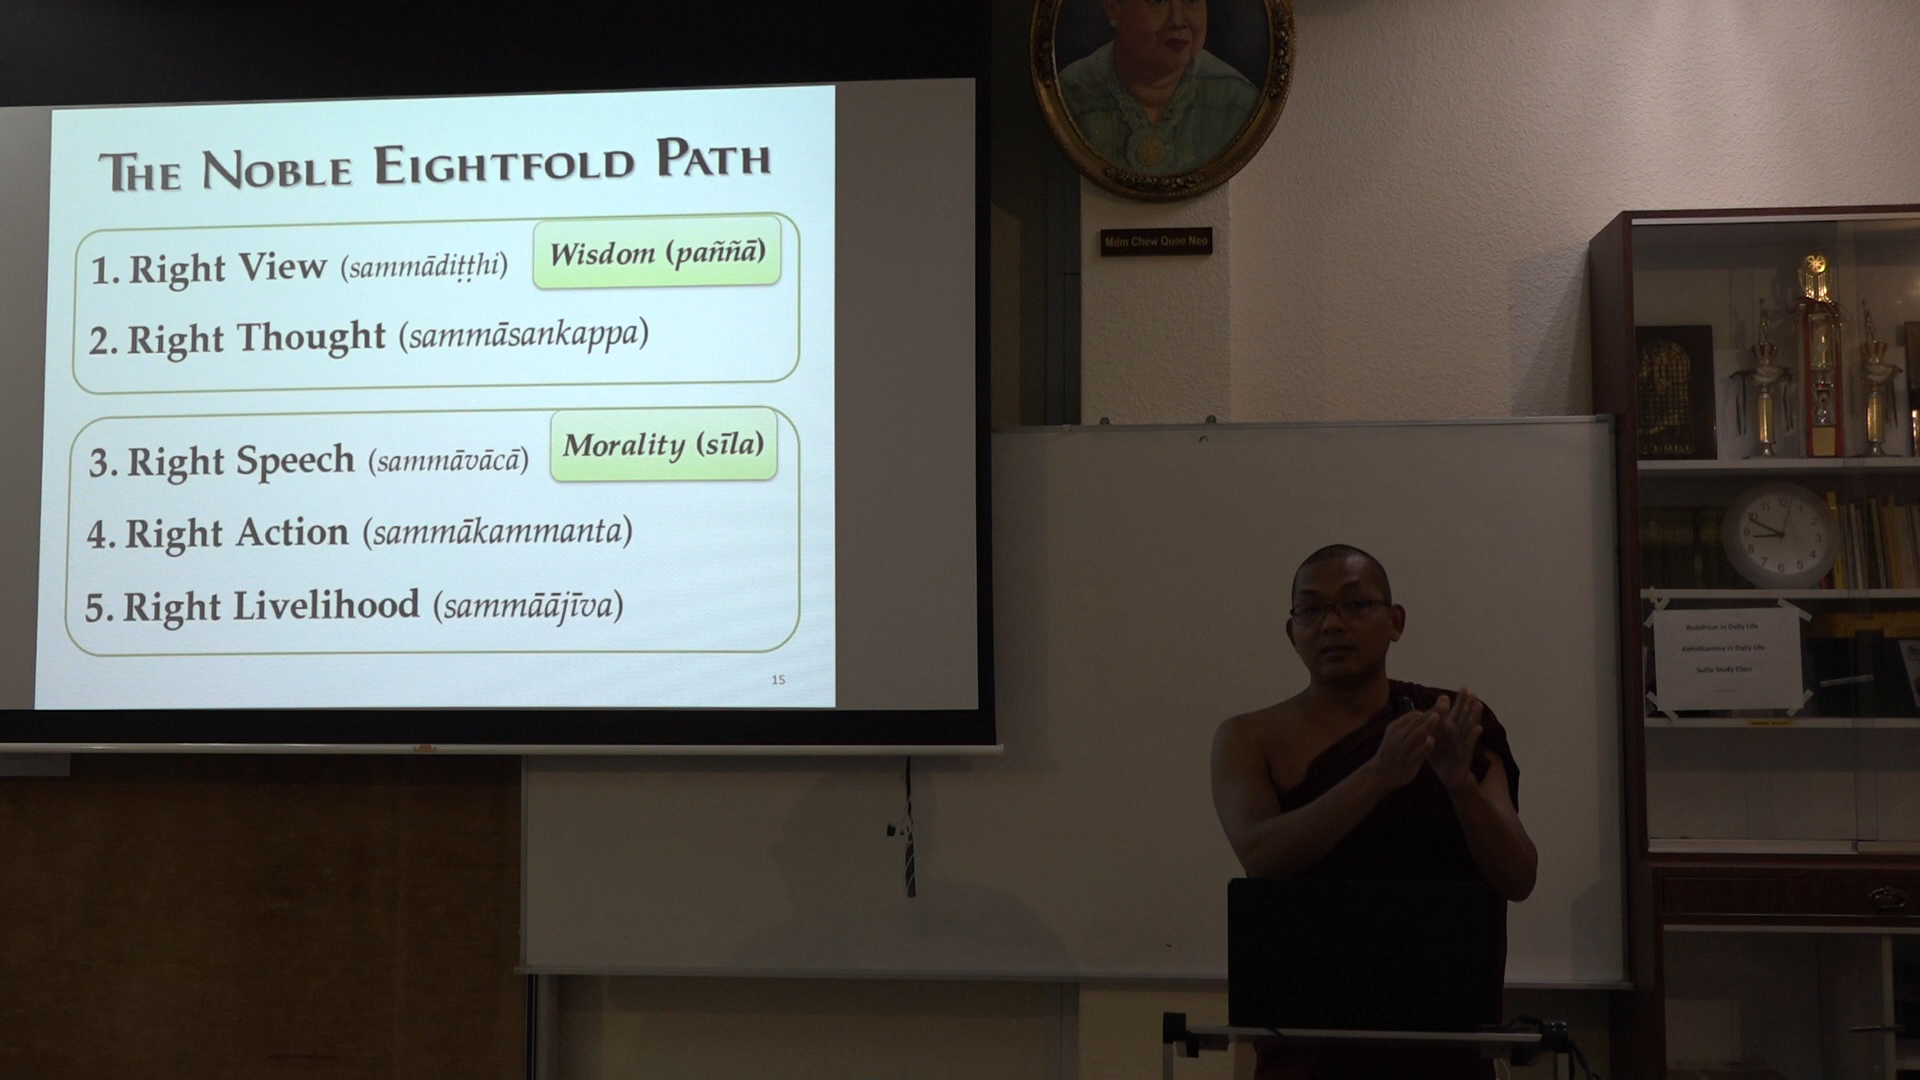 THE NOBLE EIGHTFOLD PATH
1. Right View (sammādiṭṭhi)
Wisdom (paññā)
2. Right Thought (sammāsankappa)
3. Right Speech (sammāvācā)
Morality (sīla)
4. Right Action (sammākammanta)
5. Right Livelihood (sammāājīva)
15
Mdm Chew Quee Neo
Buddhism in Daily Life
Abhidhamma in Daily Life
Sutta Study Class